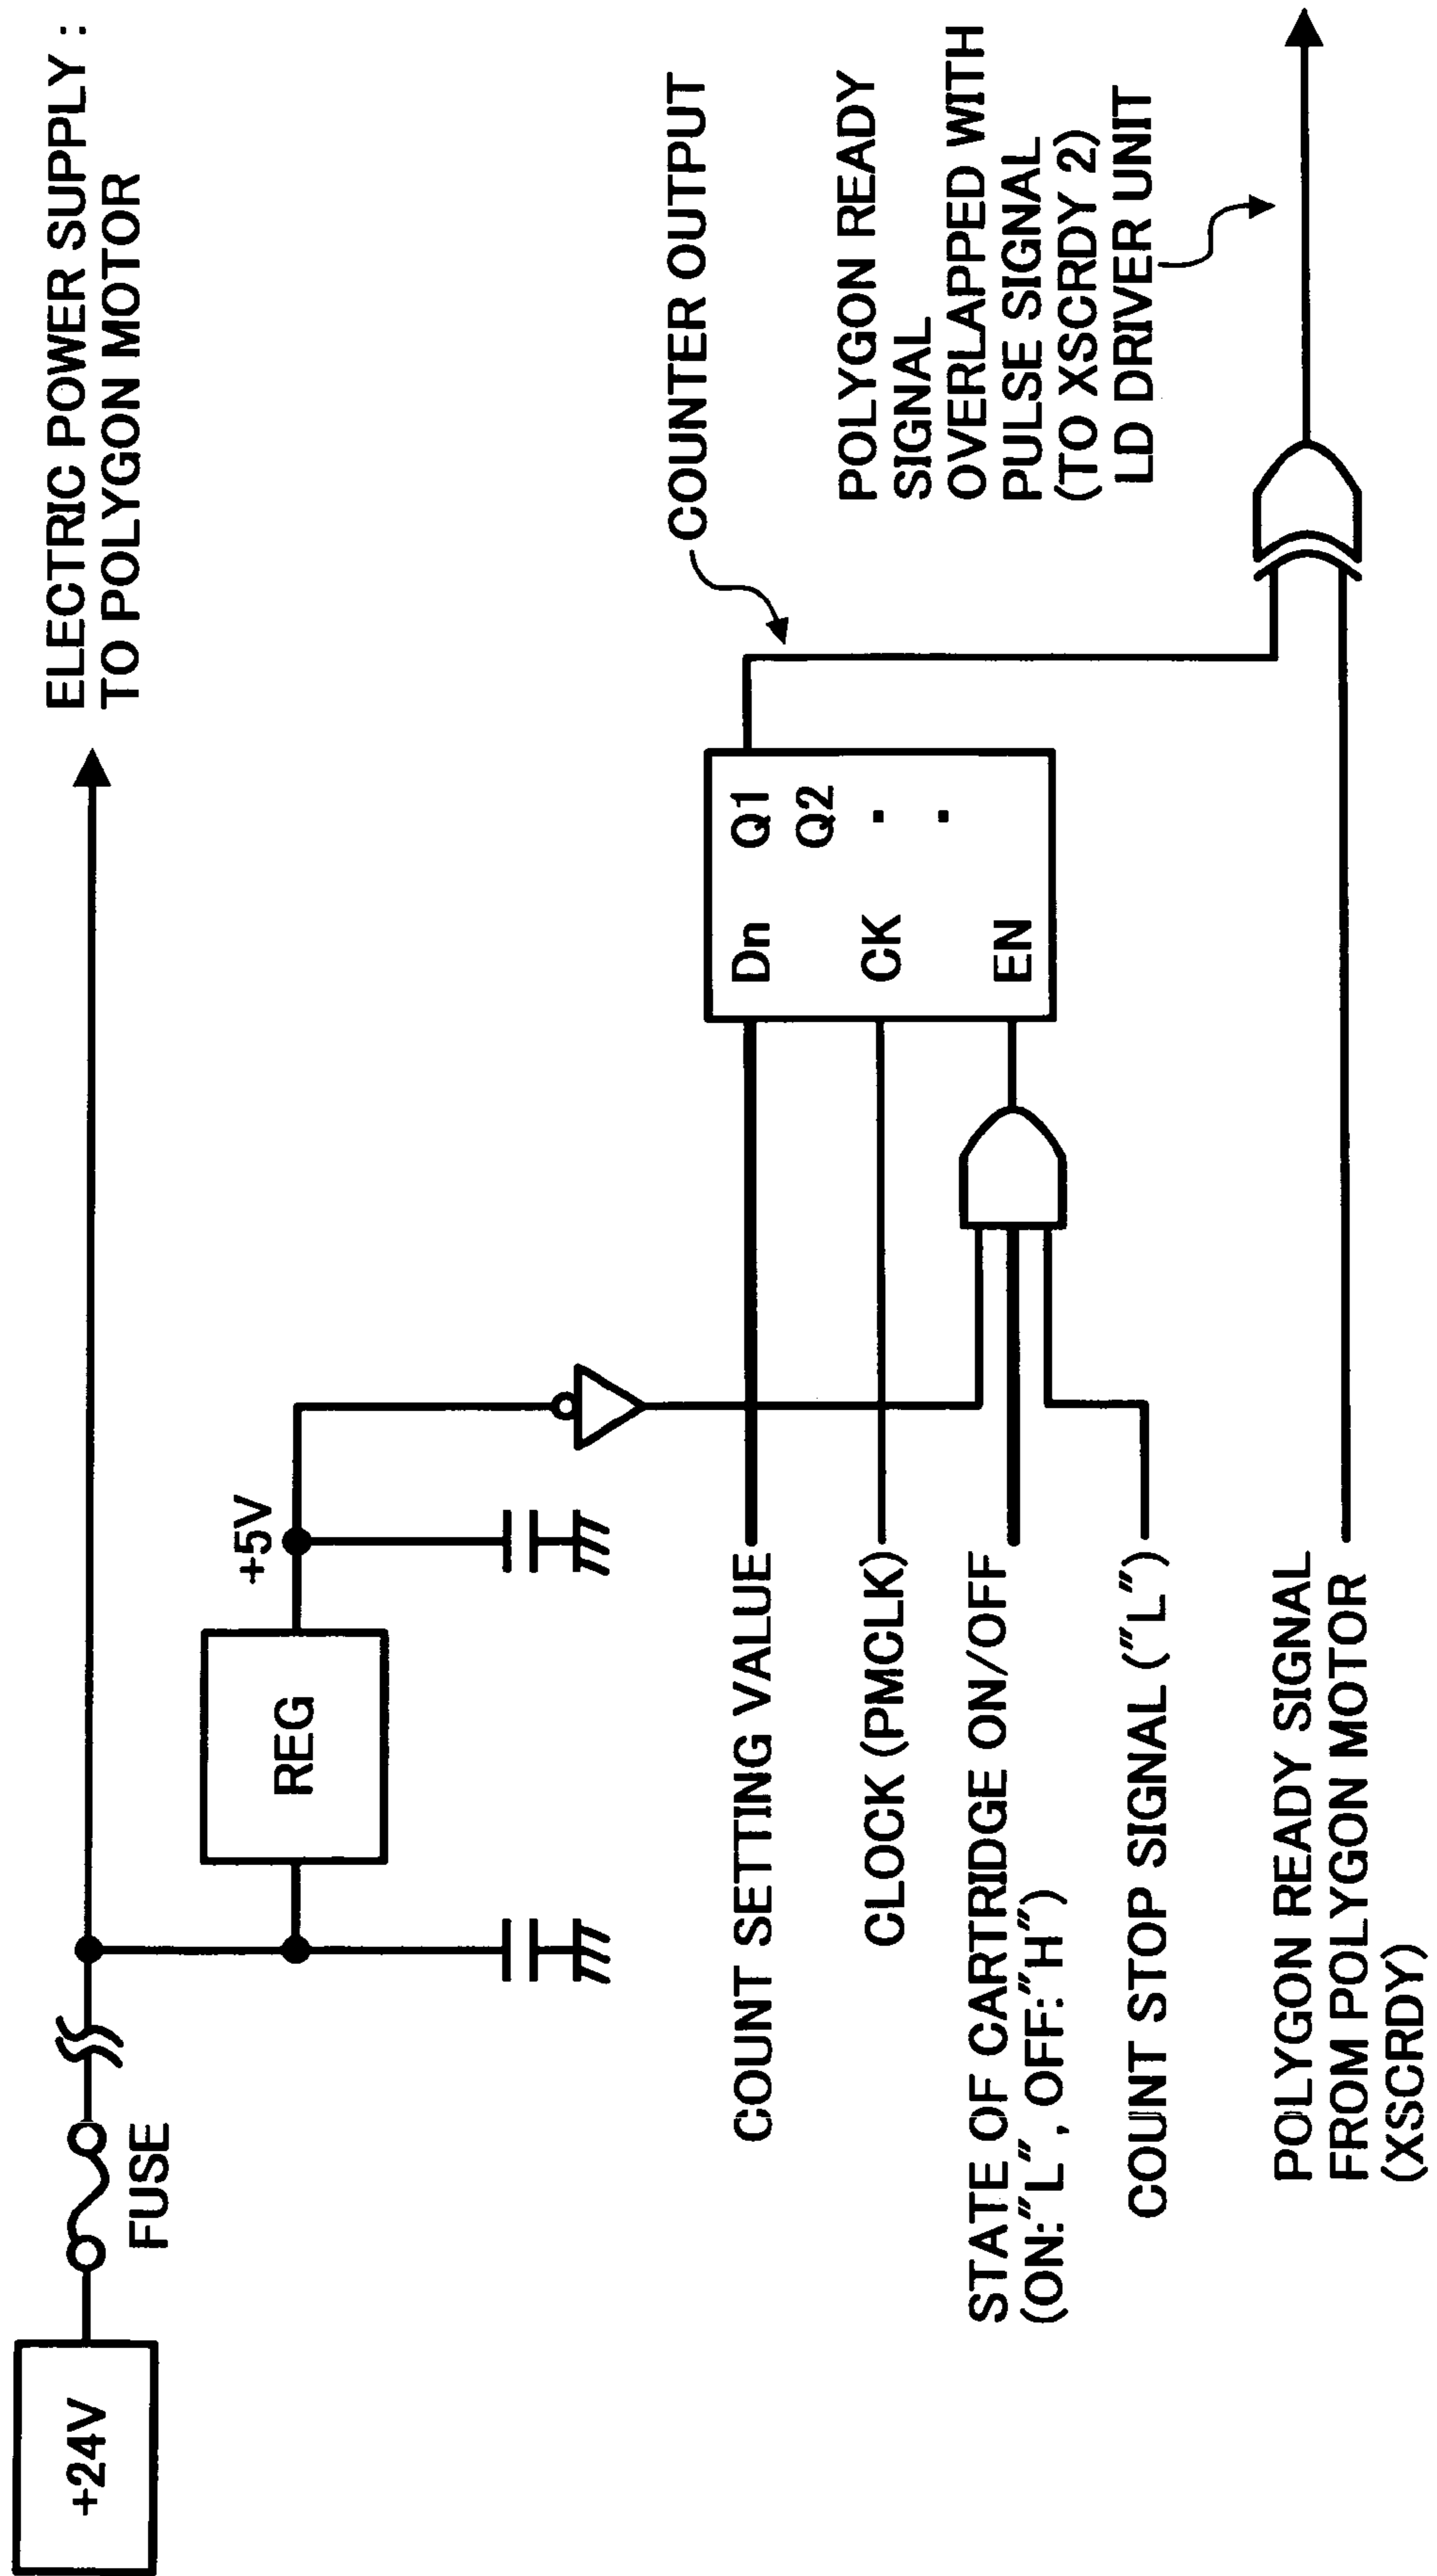 +24V
FUSE
ELECTRIC POWER SUPPLY :
TO POLYGON MOTOR
REG
+5V
COUNT SETTING VALUE
CLOCK (PMCLK)
STATE OF CARTRIDGE ON/OFF
(ON:"L", OFF:"H")
COUNT STOP SIGNAL ("L")
POLYGON READY SIGNAL
FROM POLYGON MOTOR
(XSCRDY)
Dn Q1
Q2
CK .
.
EN
COUNTER OUTPUT
POLYGON READY
SIGNAL
OVERLAPPED WITH
PULSE SIGNAL
(TO XSCRDY 2)
LD DRIVER UNIT